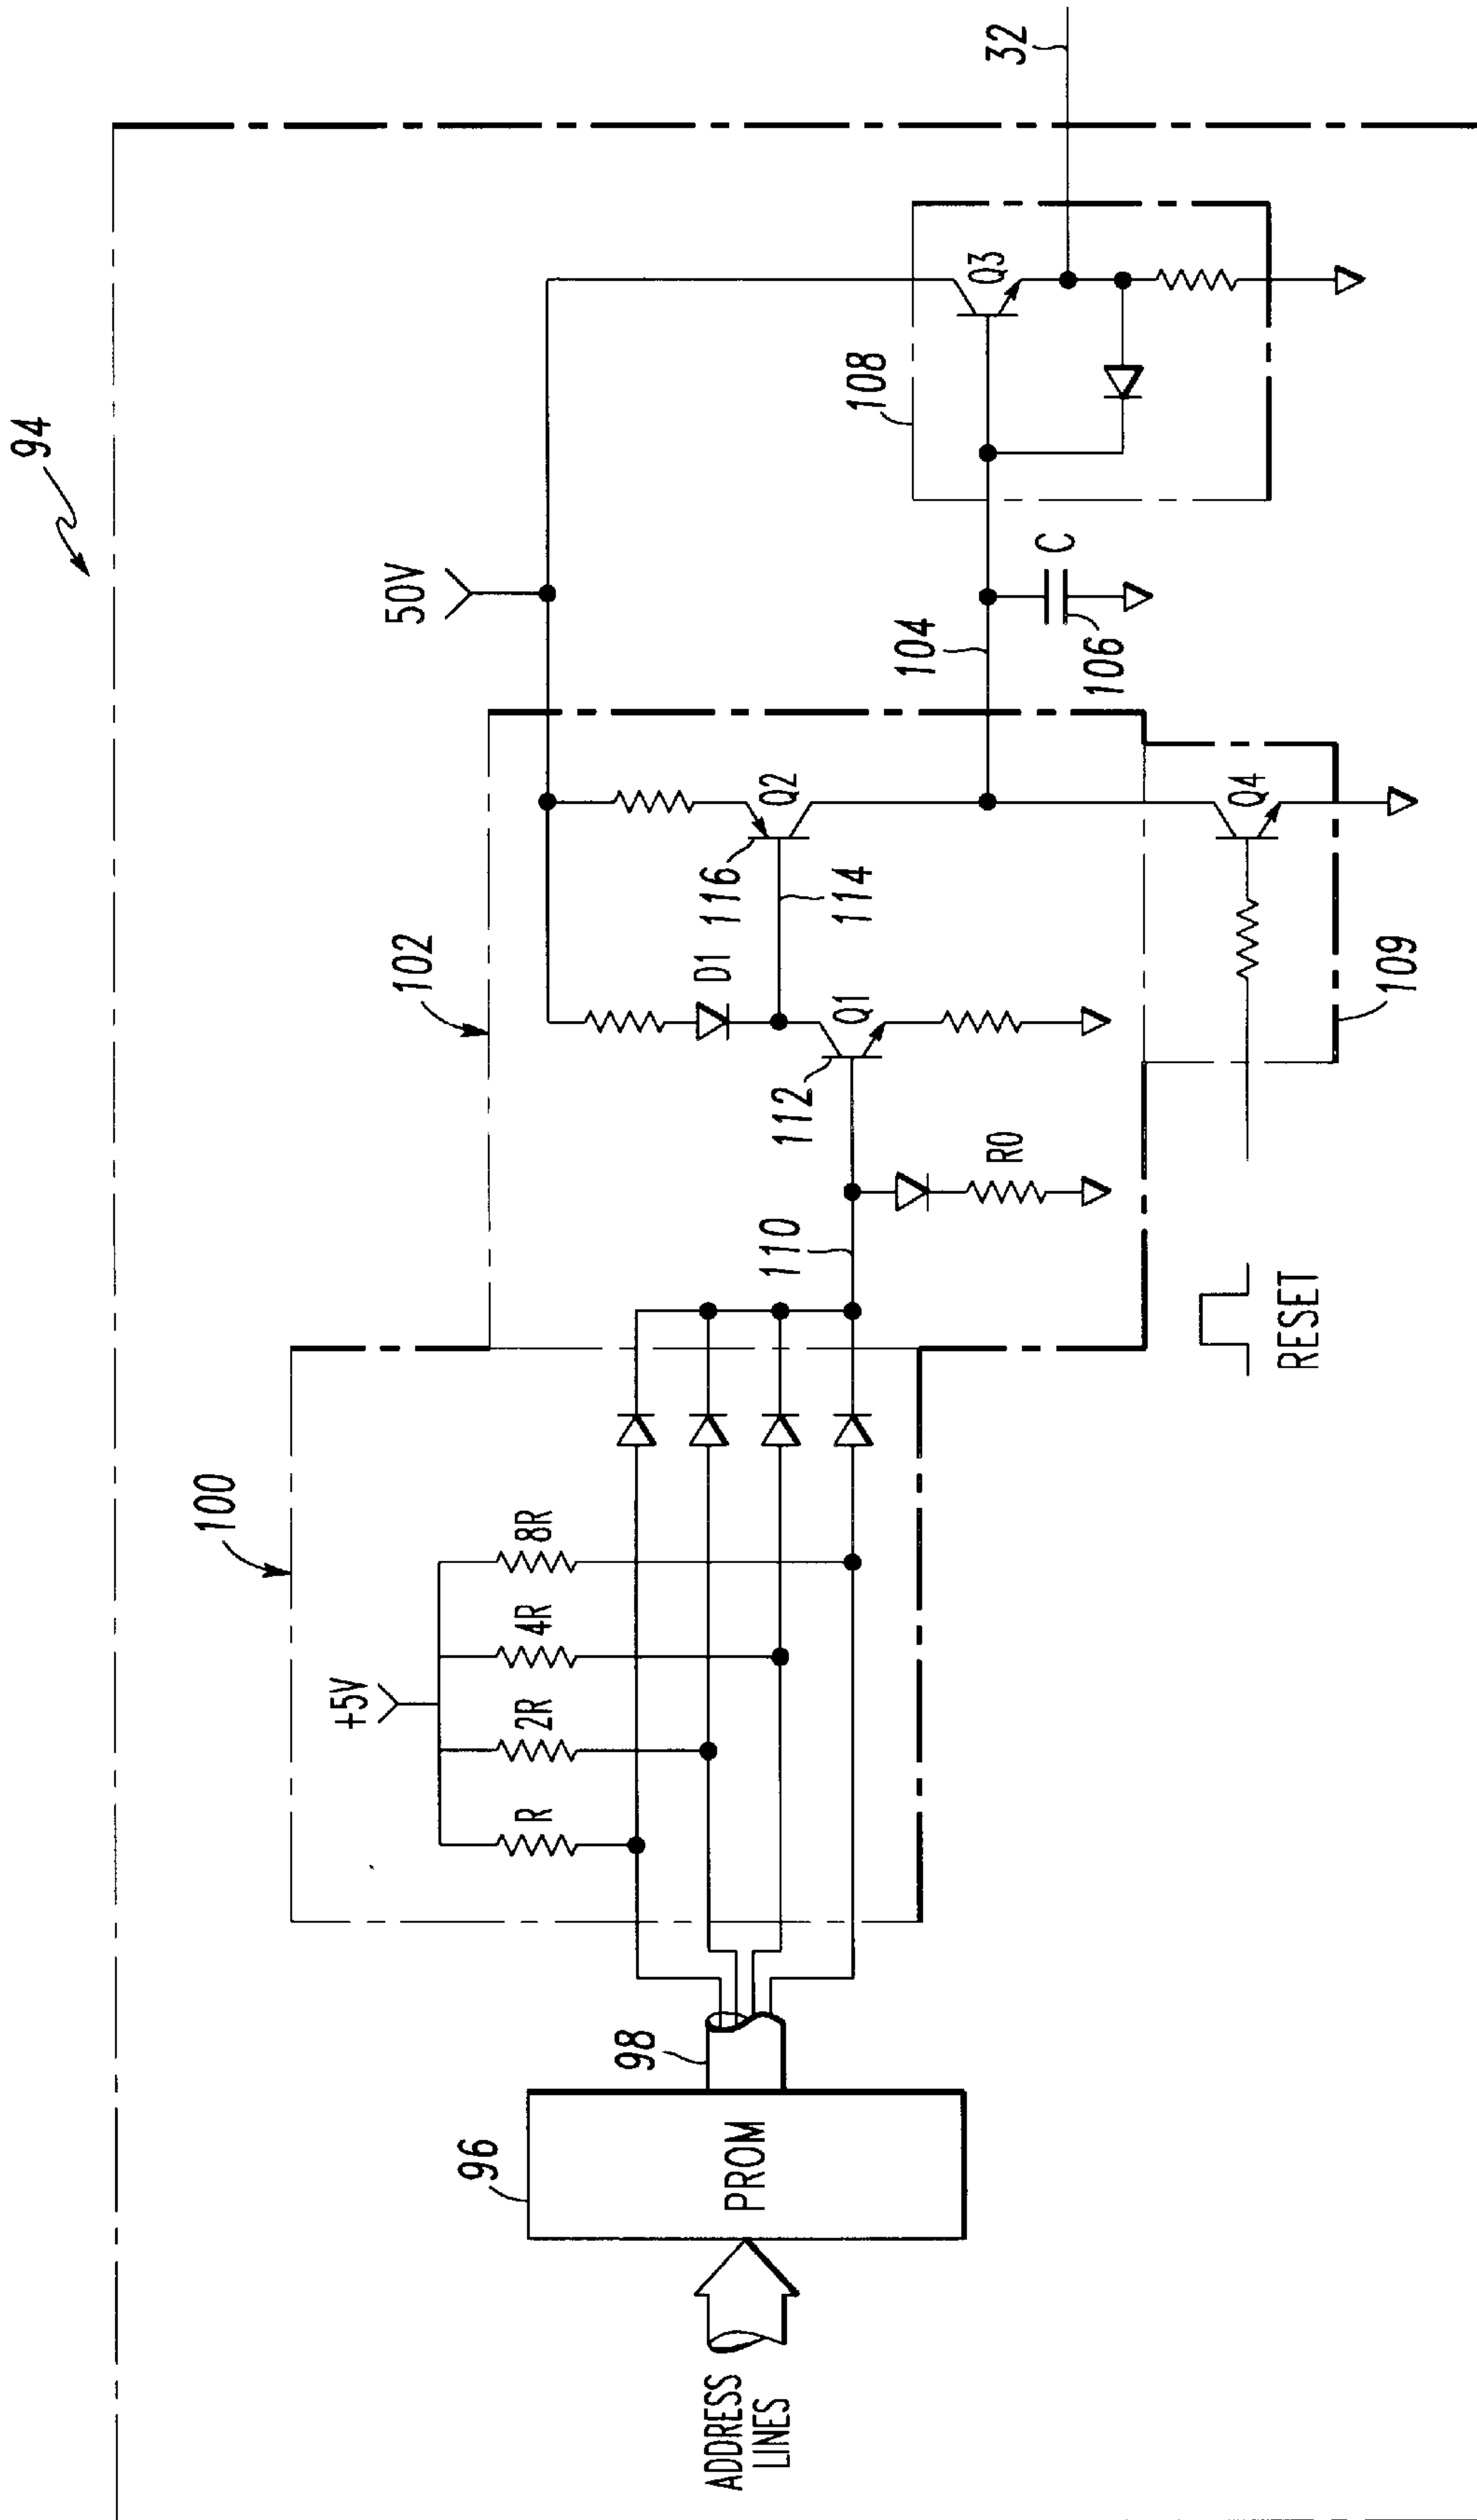 94
50V
+5V
100
102
R
2R
4R
8R
96
98
PROM
ADDRESS
LINES
110
112
R0
D1
Q1
116
Q2
114
104
106
C
108
Q3
32
Q4
109
RESET